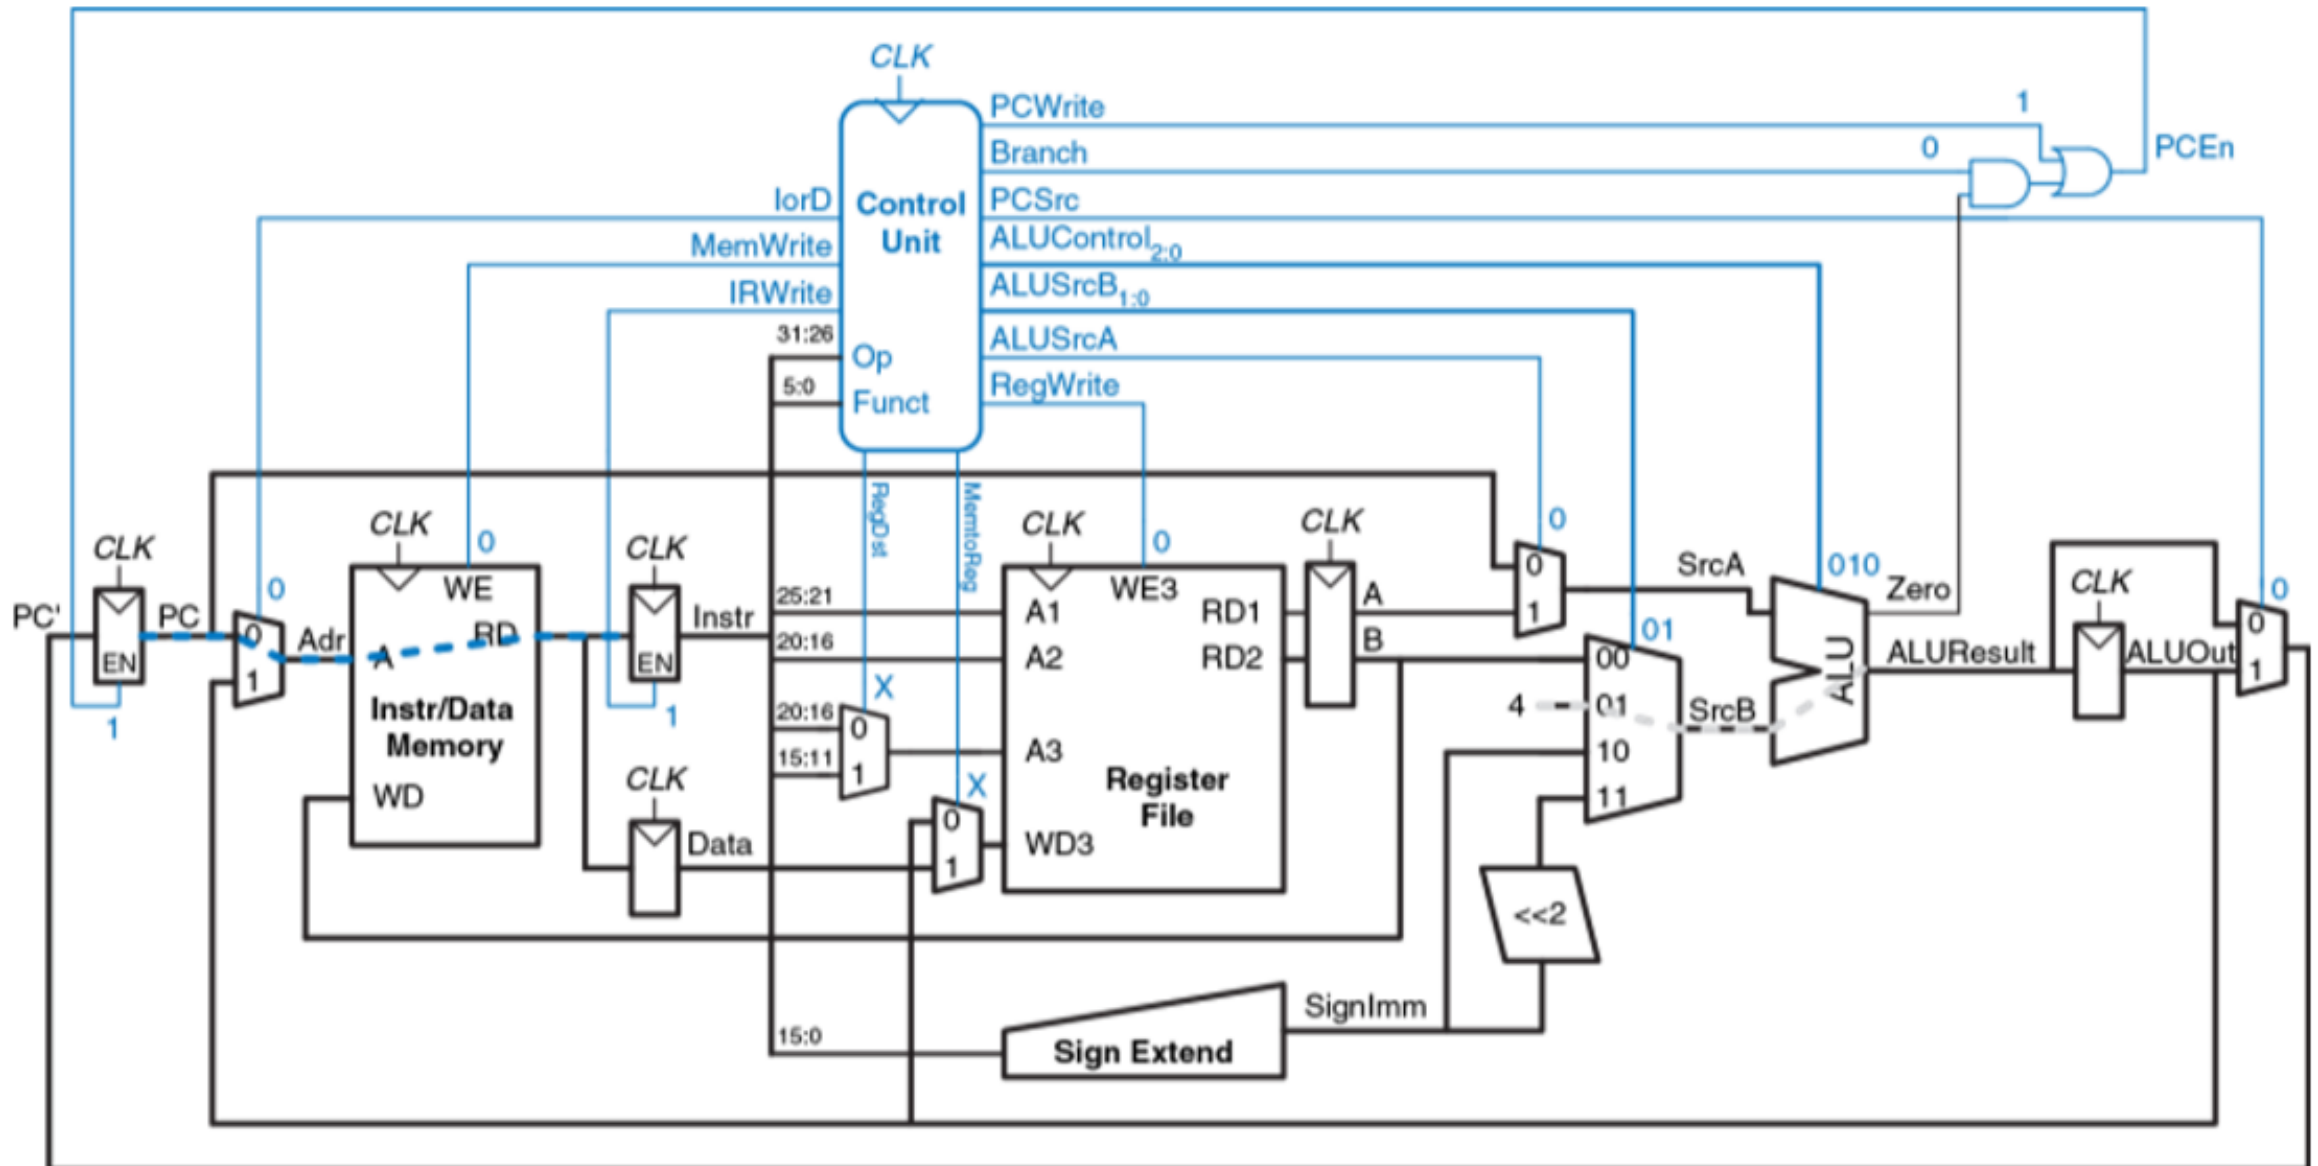 CLK
PCWrite
1
Branch
0
PCEn
IorD
Control
Unit
PCSrc
MemWrite
ALUControl2:0
IRWrite
ALUSrcB1:0
31:26
Op
ALUSrcA
5:0
Funct
RegWrite
RegDst
MemtoReg
CLK
CLK
CLK
CLK
CLK
0
0
0
0
WE
WE3
0
SrcA
010
Zero
CLK
0
PC'
PC
EN
1
0
1
Adr
A
RD
Instr/Data
Memory
WD
EN
1
Instr
25:21
A1
RD1
A
1
20:16
A2
RD2
B
01
00
01
10
11
4
SrcB
ALU
ALUResult
ALUOut
0
1
X
20:16
0
15:11
1
A3
Register
File
X
CLK
Data
0
1
WD3
<<2
SignImm
15:0
Sign Extend